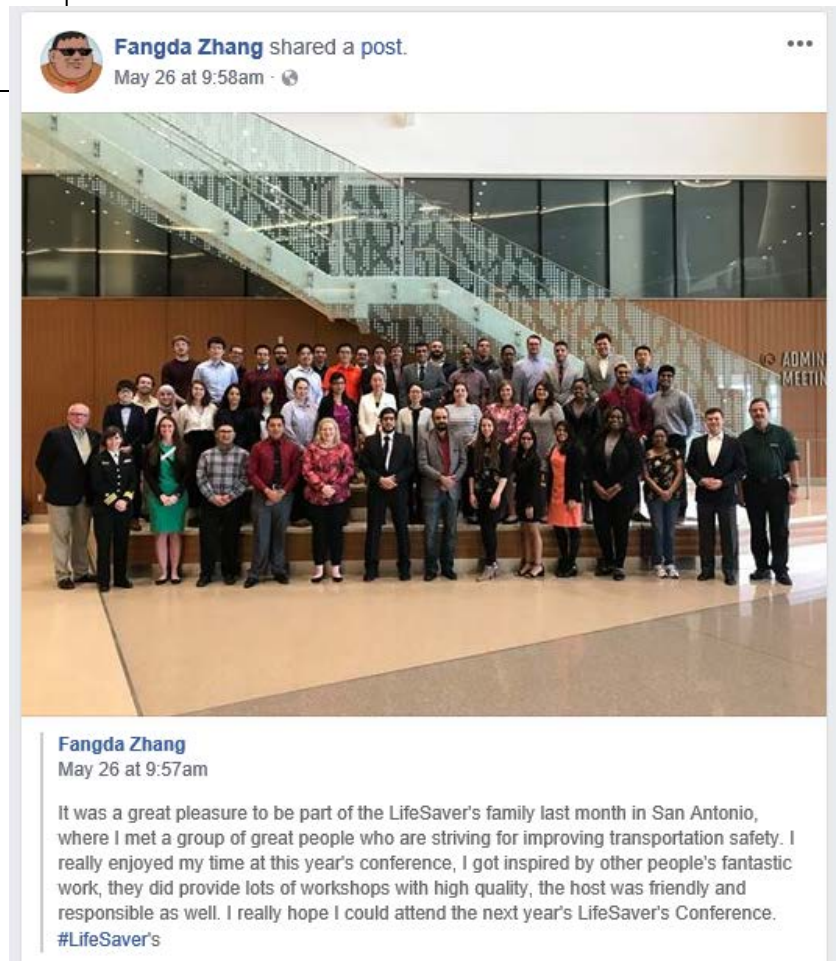 Fangda Zhang shared a post.
May 26 at 9:58am ·
ADMIN
MEETIN
Fangda Zhang
May 26 at 9:57am
It was a great pleasure to be part of the LifeSaver's family last month in San Antonio,
where I met a group of great people who are striving for improving transportation safety. I
really enjoyed my time at this year's conference, I got inspired by other people's fantastic
work, they did provide lots of workshops with high quality, the host was friendly and
responsible as well. I really hope I could attend the next year's LifeSaver's Conference.
#LifeSaver's